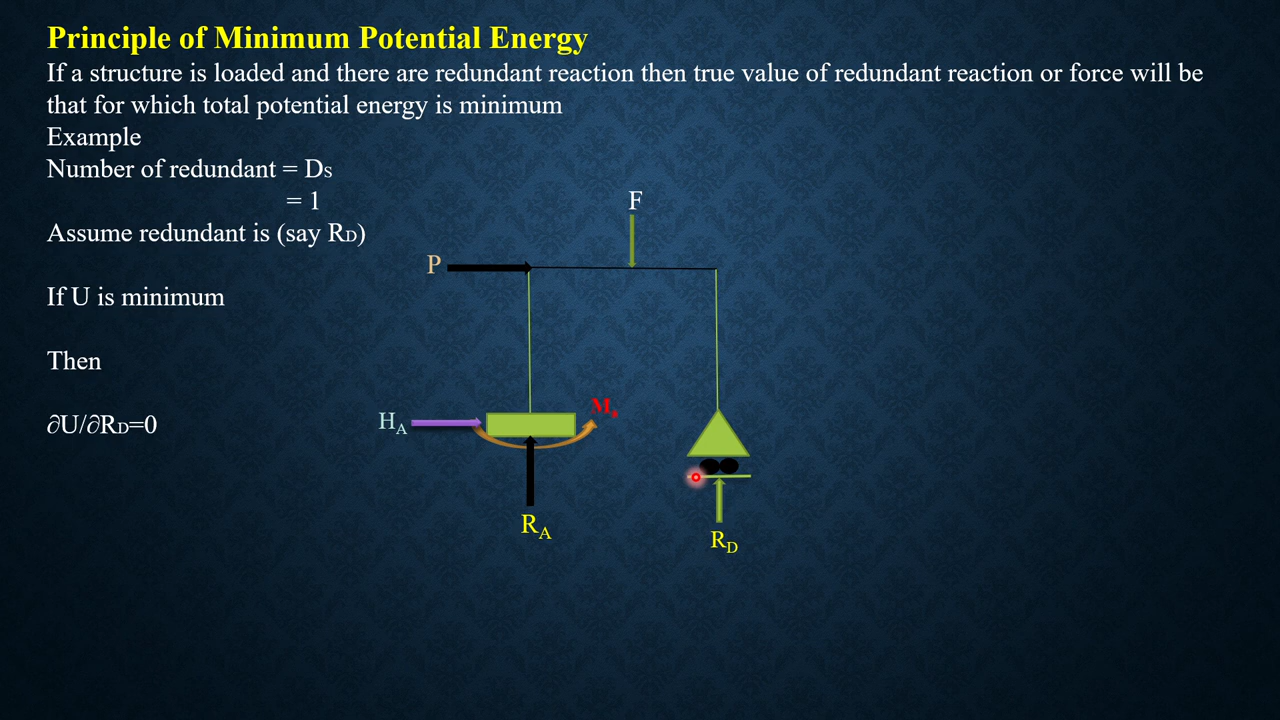 Principle of Minimum Potential Energy
If a structure is loaded and there are redundant reaction then true value of redundant reaction or force will be
that for which total potential energy is minimum
Example
Number of redundant = Ds
= 1
Assume redundant is (say RD)
If U is minimum
Then
∂U/∂RD=0
F
P
HA
MA
RA
RD